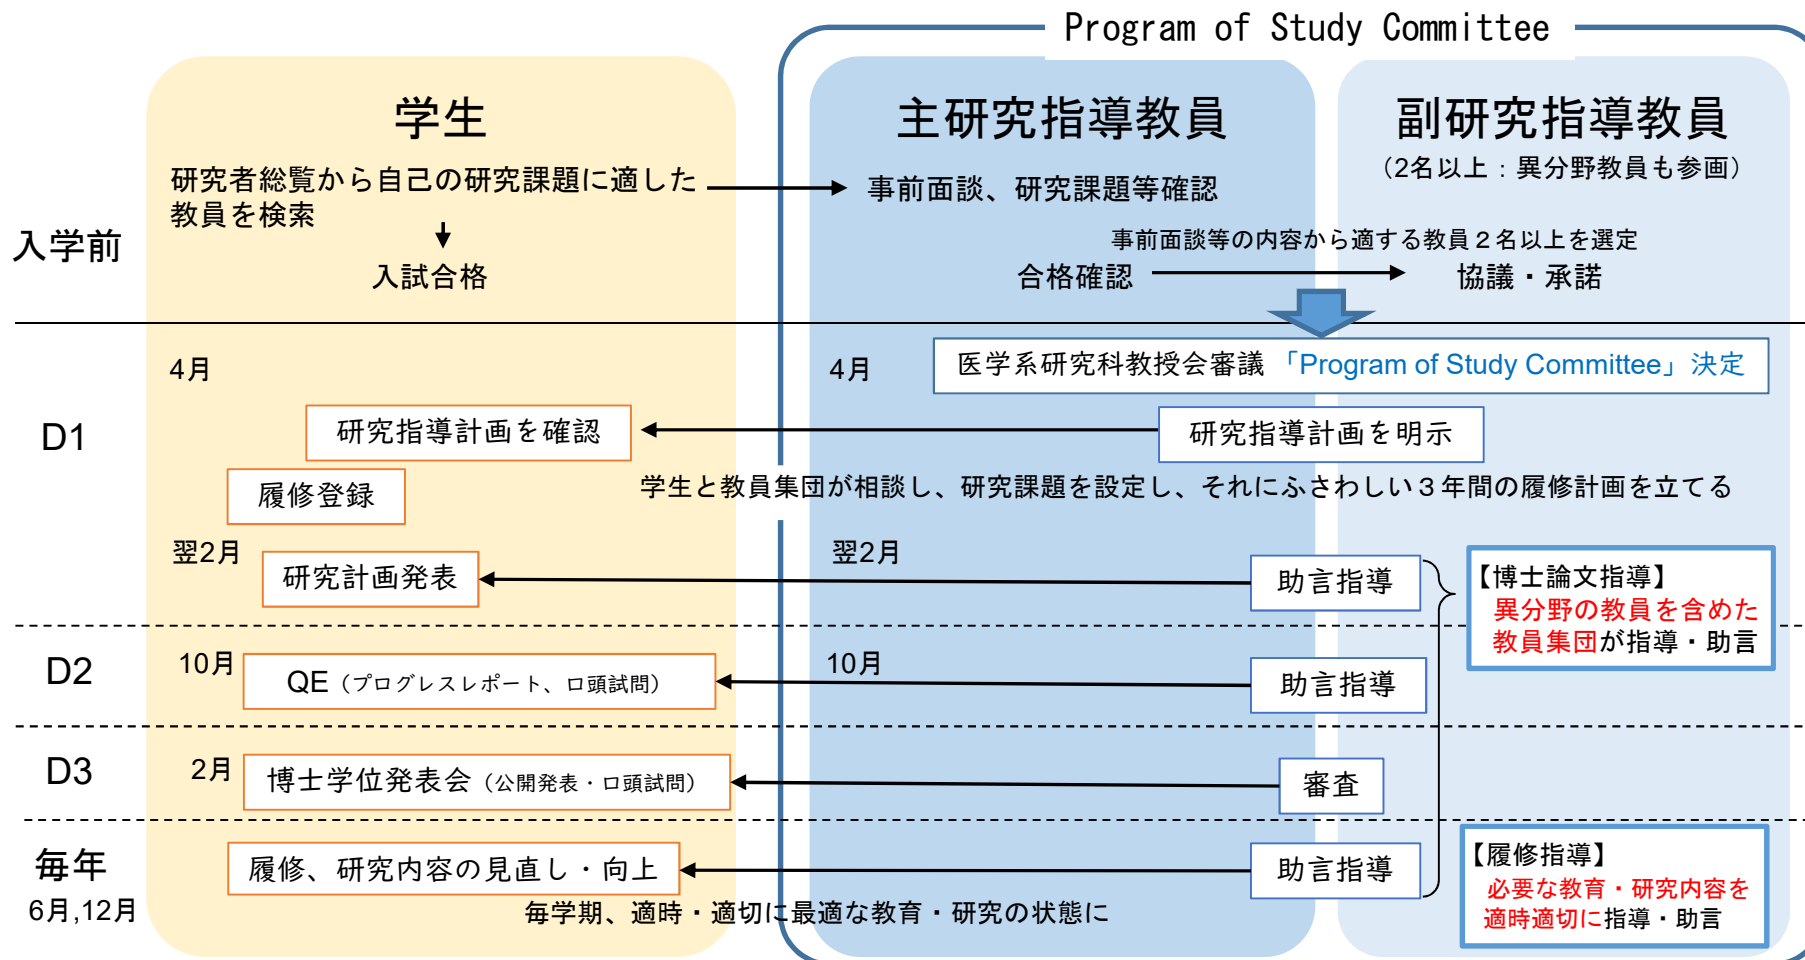 Program of Study Committee
学生
主研究指導教員
副研究指導教員
（2名以上：異分野教員も参画）
入学前
研究者総覧から自己の研究課題に適した
教員を検索
事前面談、研究課題等確認
事前面談等の内容から適する教員２名以上を選定
入試合格
合格確認
協議・承諾
D1
4月
4月
医学系研究科教授会審議「Program of Study Committee」決定
研究指導計画を確認
研究指導計画を明示
履修登録
学生と教員集団が相談し、研究課題を設定し、それにふさわしい３年間の履修計画を立てる
翌2月
研究計画発表
翌2月
助言指導
【博士論文指導】
異分野の教員を含めた
教員集団が指導・助言
D2
10月
QE（プログレスレポート、口頭試問）
10月
助言指導
D3
2月
博士学位発表会（公開発表・口頭試問）
審査
毎年
6月,12月
履修、研究内容の見直し・向上
助言指導
毎学期、適時・適切に最適な教育・研究の状態に
【履修指導】
必要な教育・研究内容を
適時適切に指導・助言